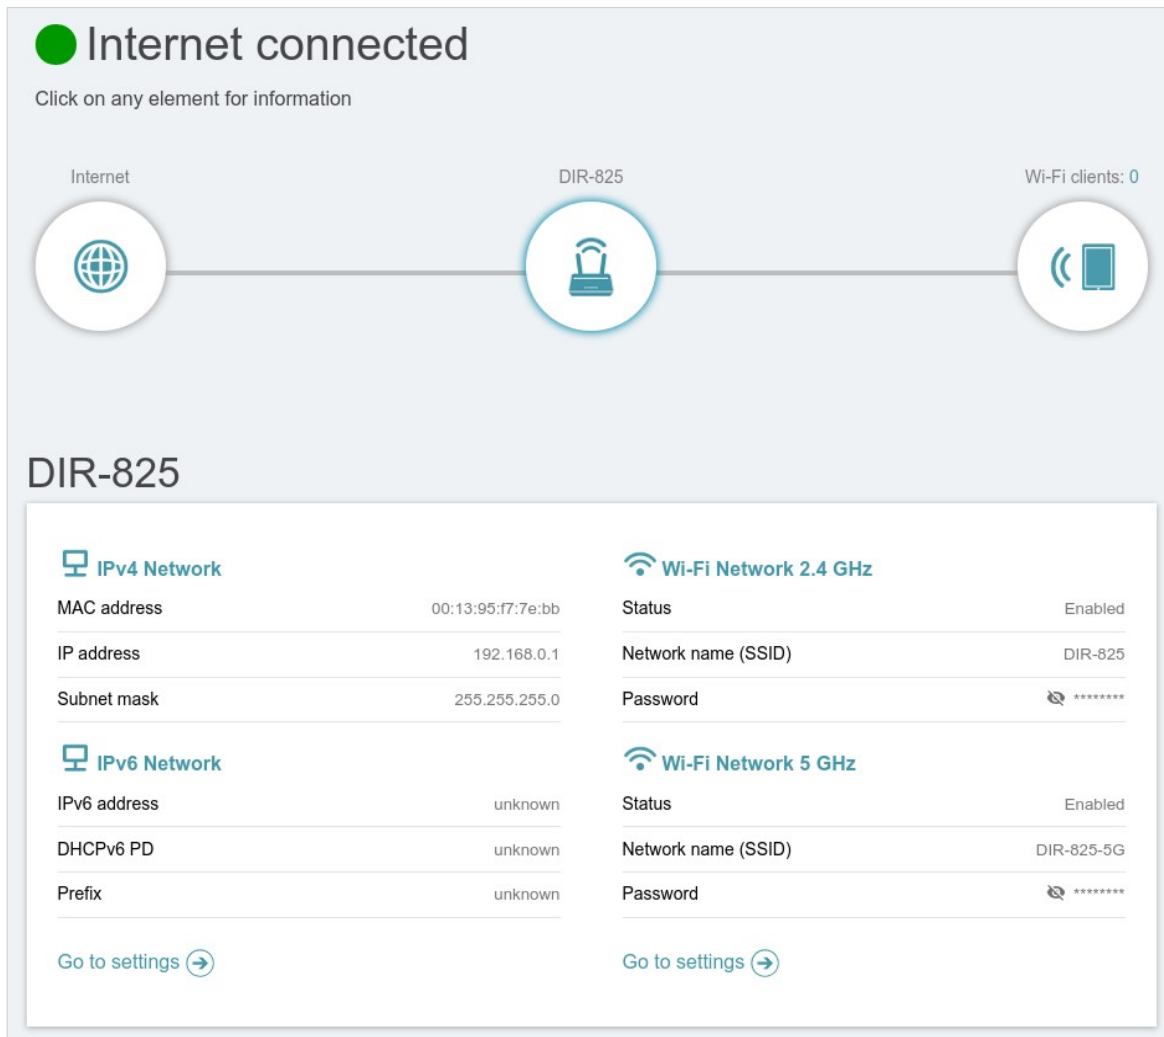 Internet connected
Click on any element for information
Internet
DIR-825
Wi-Fi clients: 0
DIR-825
IPv4 Network
MAC address 00:13:95:f7:7e:bb
IP address 192.168.0.1
Subnet mask 255.255.255.0
IPv6 Network
IPv6 address unknown
DHCPv6 PD unknown
Prefix unknown
Go to settings
Wi-Fi Network 2.4 GHz
Status Enabled
Network name (SSID) DIR-825
Password ********
Wi-Fi Network 5 GHz
Status Enabled
Network name (SSID) DIR-825-5G
Password ********
Go to settings